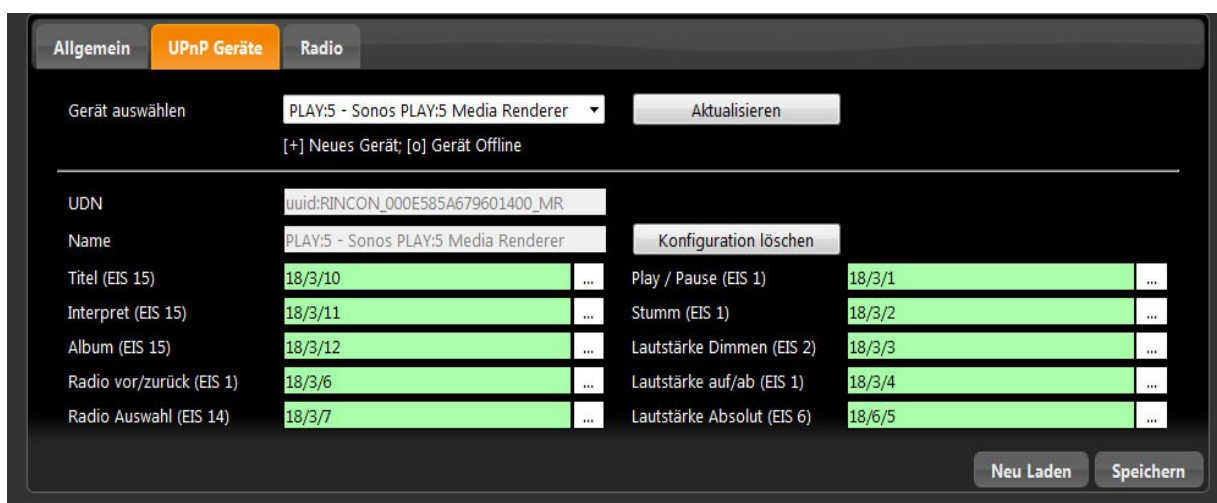 Allgemein UPnP Geräte Radio
Gerät auswählen PLAY:5 - Sonos PLAY:5 Media Renderer Aktualisieren
[+] Neues Gerät; [o] Gerät Offline
UDN uuid:RINCON_000E585A679601400_MR
Name PLAY:5 - Sonos PLAY:5 Media Renderer Konfiguration löschen
Titel (EIS 15) 18/3/10 ... Play / Pause (EIS 1) 18/3/1 ...
Interpret (EIS 15) 18/3/11 ... Stumm (EIS 1) 18/3/2 ...
Album (EIS 15) 18/3/12 ... Lautstärke Dimmen (EIS 2) 18/3/3 ...
Radio vor/zurück (EIS 1) 18/3/6 ... Lautstärke auf/ab (EIS 1) 18/3/4 ...
Radio Auswahl (EIS 14) 18/3/7 ... Lautstärke Absolut (EIS 6) 18/6/5 ...
Neu Laden Speichern